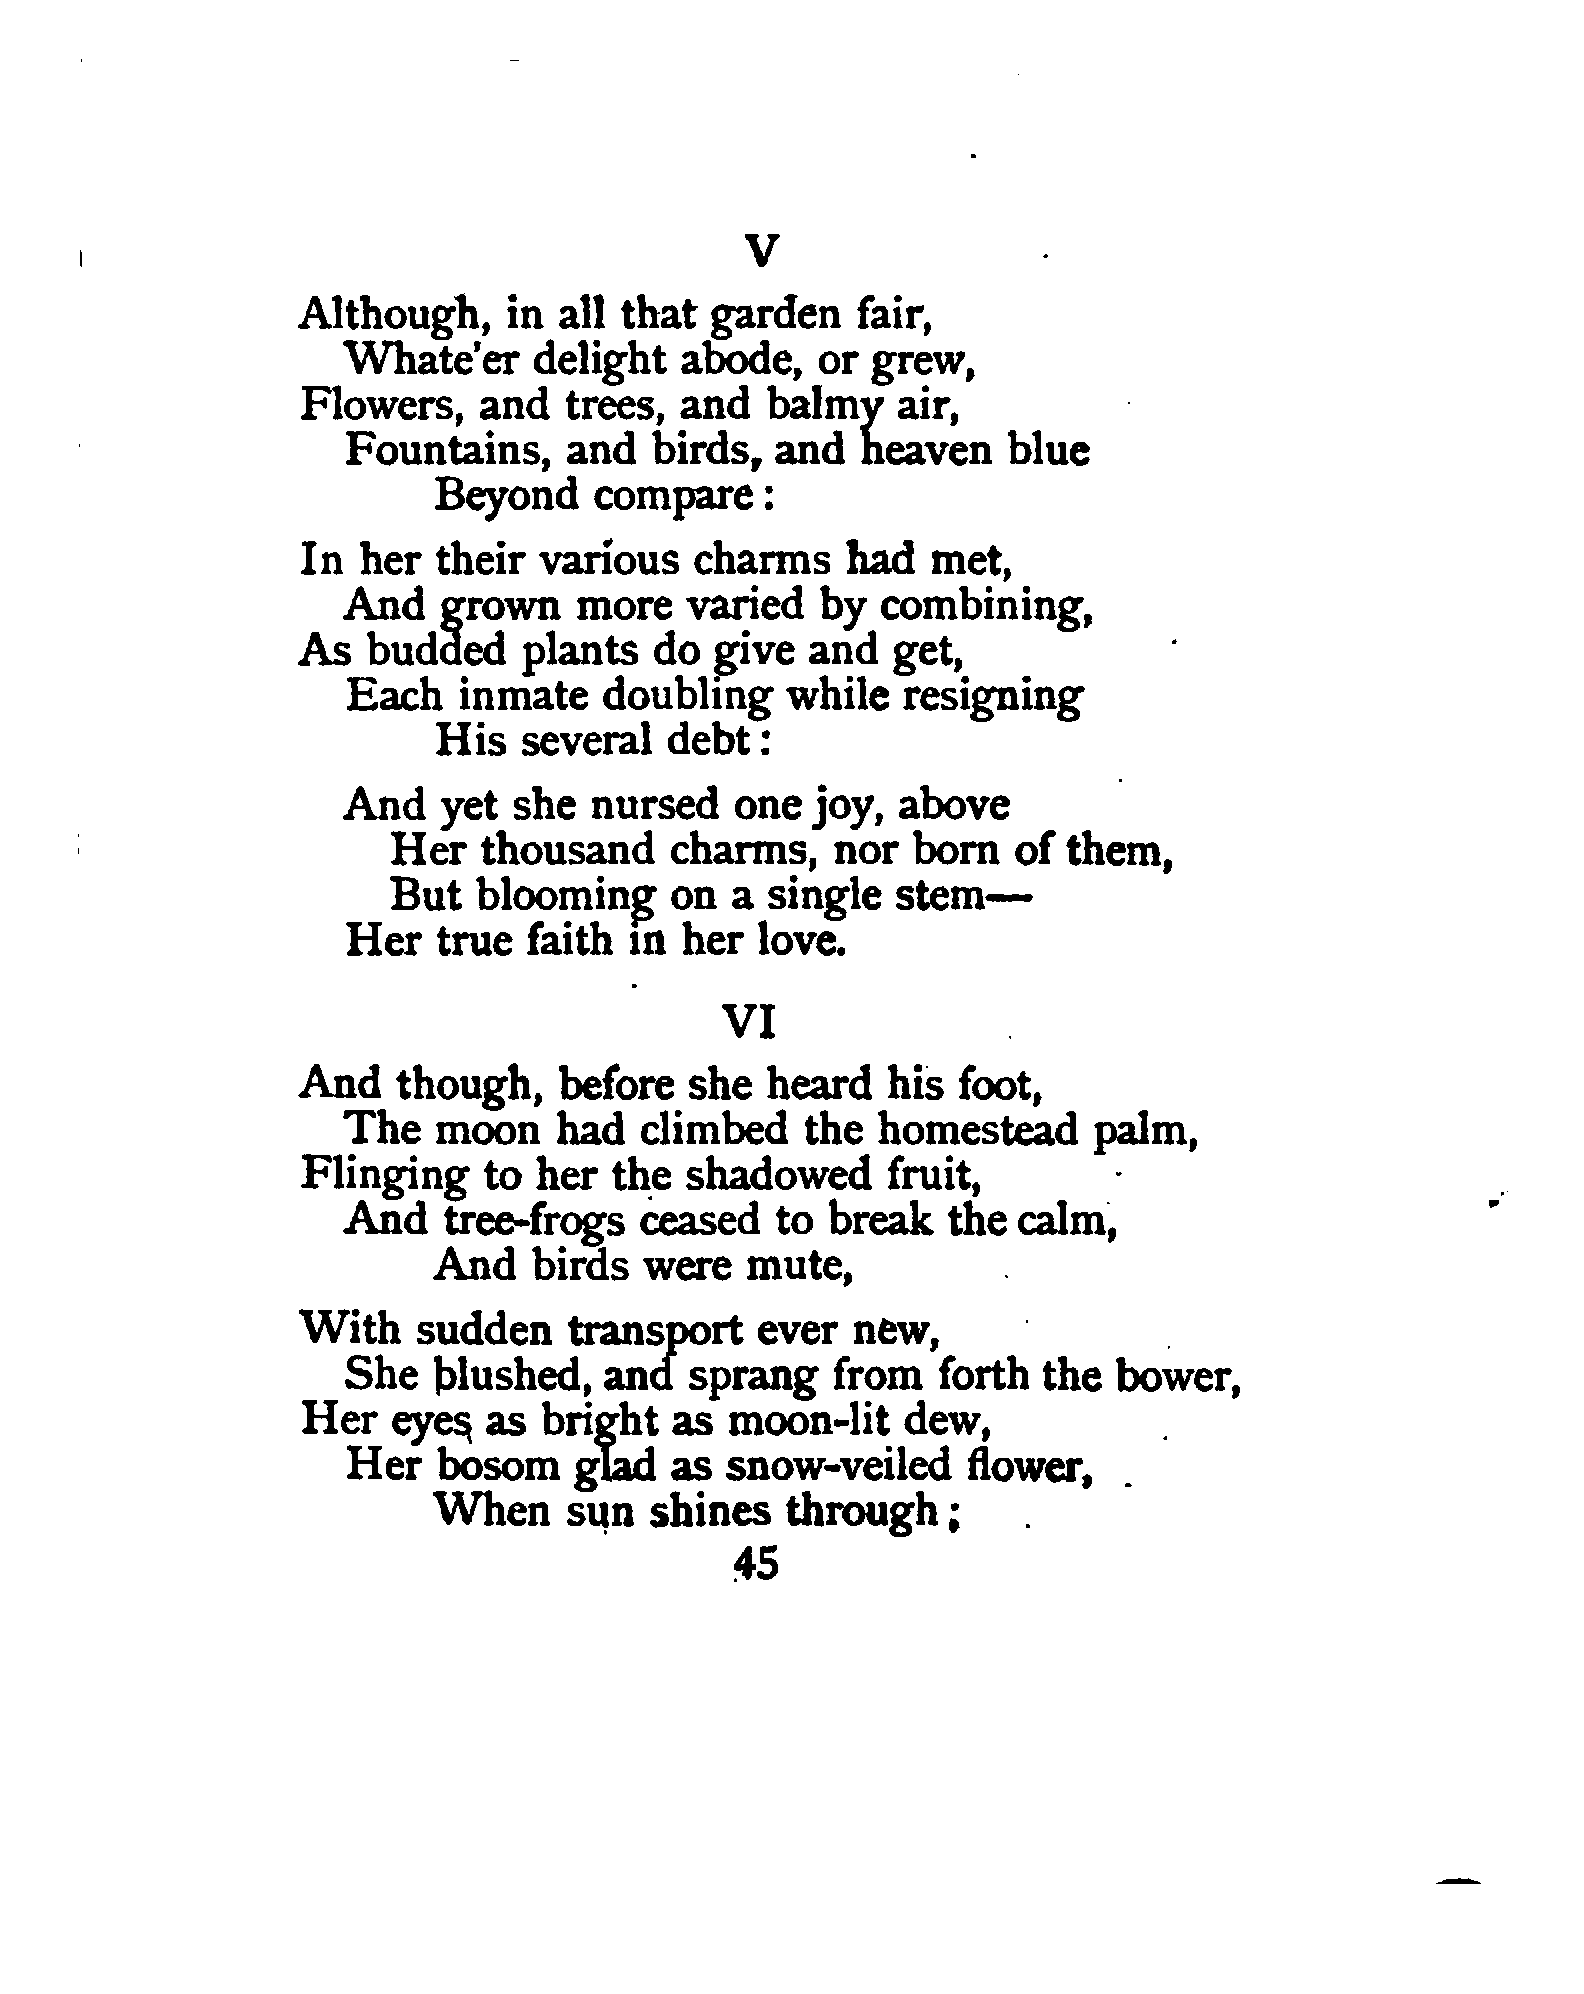 V
Although, in all that garden fair,
Whate'er delight abode, or grew,
Flowers, and trees, and balmy air,
Fountains, and birds, and heaven blue
Beyond compare:
In her their various charms had met,
And grown more varied by combining,
As budded plants do give and get,
Each inmate doubling while resigning
His several debt:
And yet she nursed one joy, above
Her thousand charms, nor born of them,
But blooming on a single stem—
Her true faith in her love.
VI
And though, before she heard his foot,
The moon had climbed the homestead palm,
Flinging to her the shadowed fruit,
And tree-frogs ceased to break the calm,
And birds were mute,
With sudden transport ever new,
She blushed, and sprang from forth the bower,
Her eyes as bright as moon-lit dew,
Her bosom glad as snow-veiled flower,
When sun shines through;
45